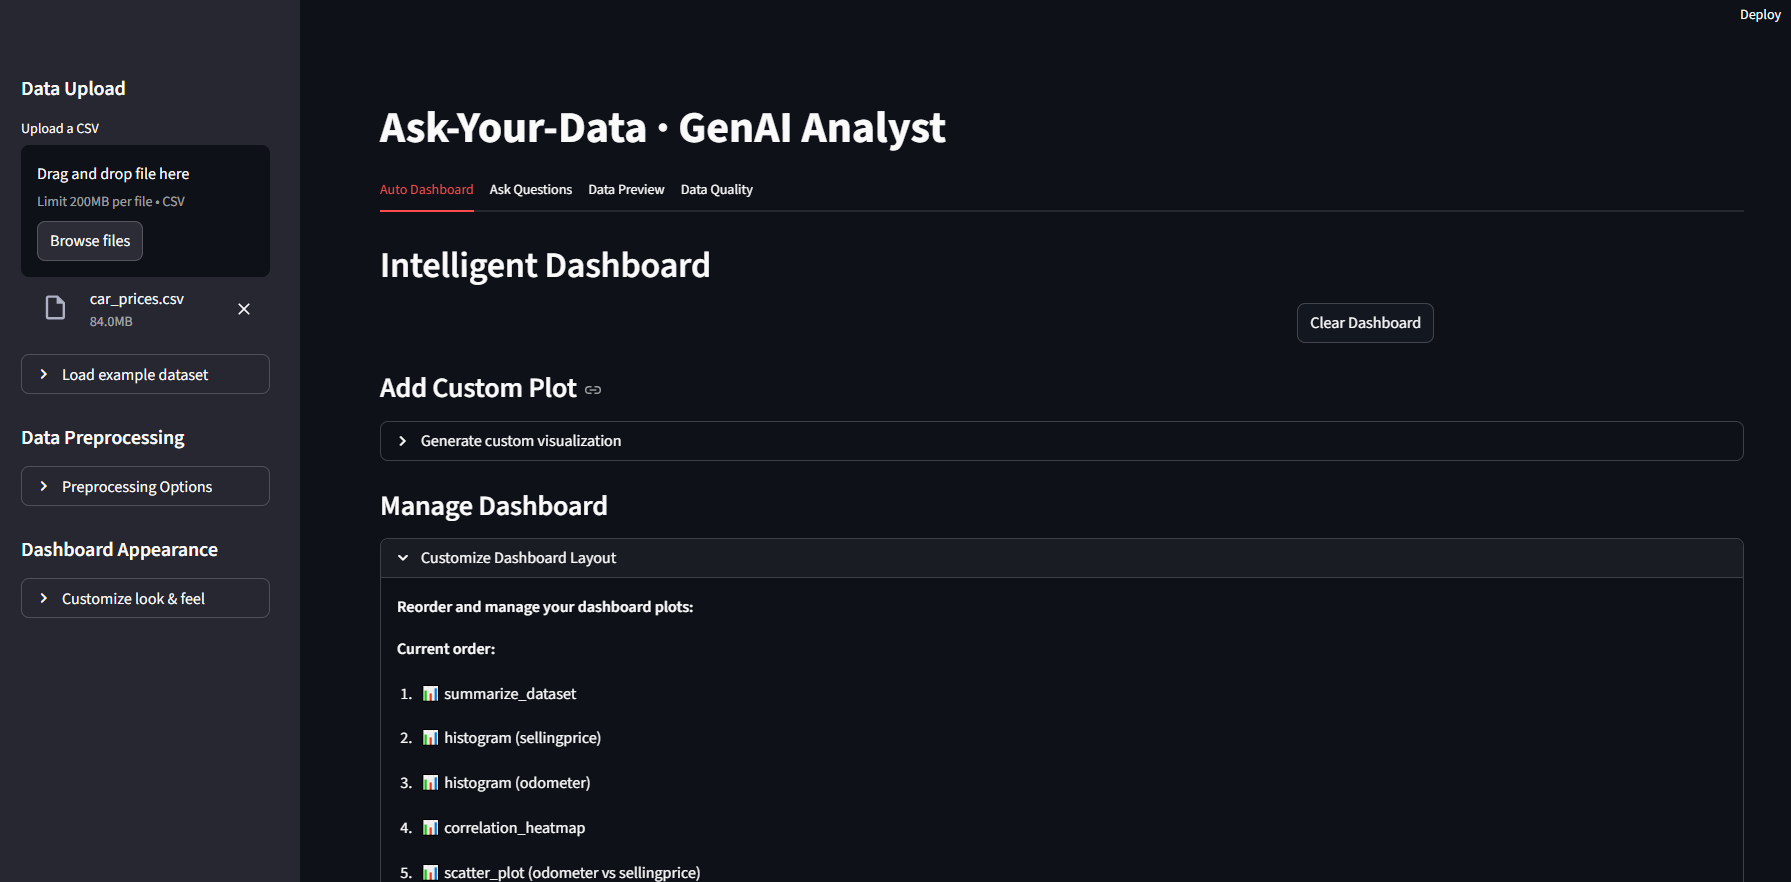 Deploy
Data Upload
Upload a CSV
Drag and drop file here
Limit 200MB per file • CSV
Browse files
car_prices.csv
84.0MB
Load example dataset
Data Preprocessing
Preprocessing Options
Dashboard Appearance
Customize look & feel
Ask-Your-Data · GenAI Analyst
Auto Dashboard Ask Questions Data Preview Data Quality
Intelligent Dashboard
Clear Dashboard
Add Custom Plot
Generate custom visualization
Manage Dashboard
Customize Dashboard Layout
Reorder and manage your dashboard plots:
Current order:
1. summarize_dataset
2. histogram (sellingprice)
3. histogram (odometer)
4. correlation_heatmap
5. scatter_plot (odometer vs sellingprice)